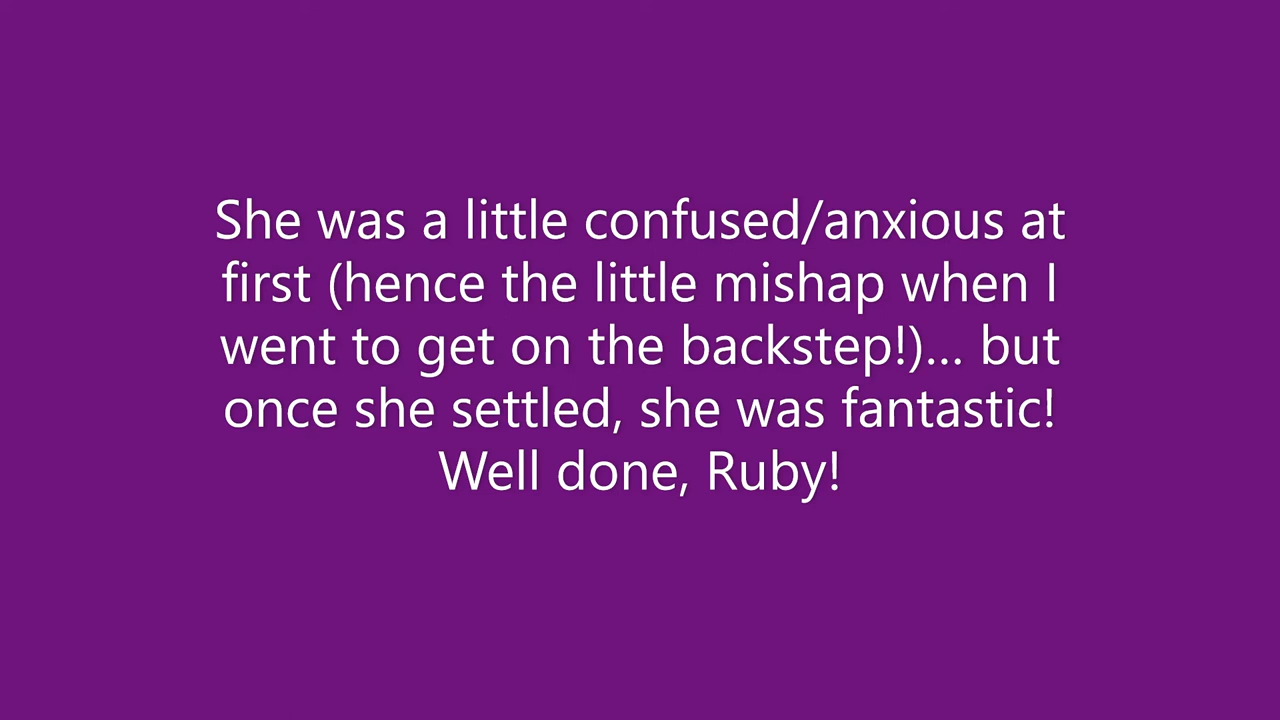 She was a little confused/anxious at
first (hence the little mishap when I
went to get on the backstep!)... but
once she settled, she was fantastic!
Well done, Ruby!